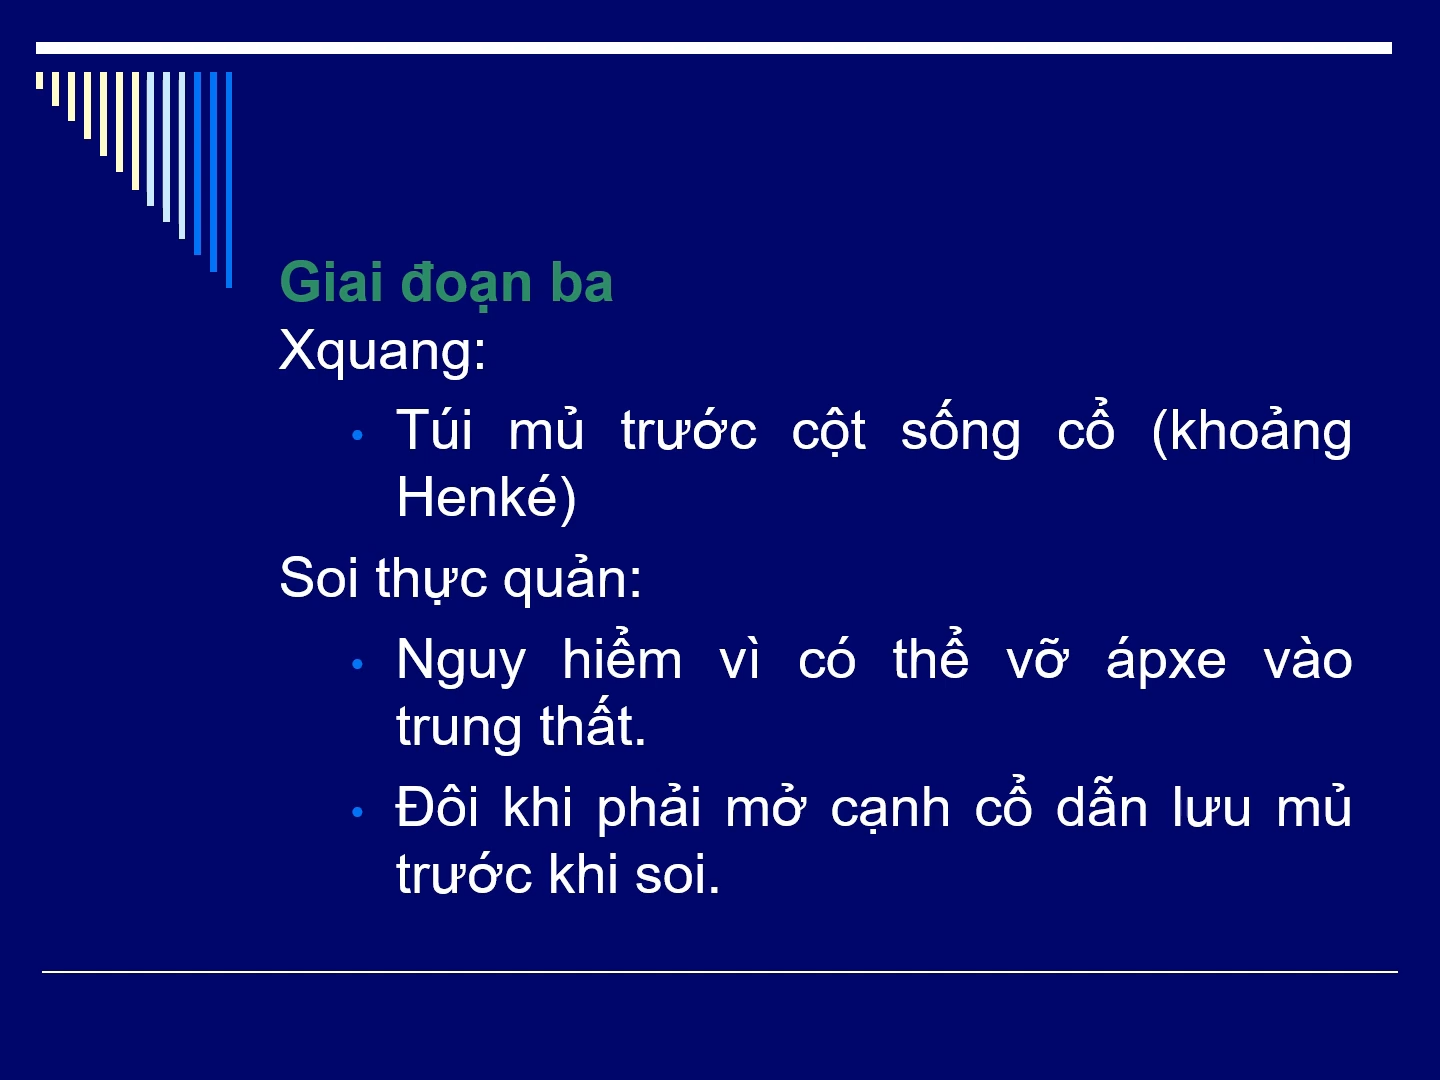 Giai đoạn ba
Xquang:
• Túi mủ trước cột sống cổ (khoảng
Henké)
Soi thực quản:
• Nguy hiểm vì có thể vỡ ápxe vào
trung thất.
• Đôi khi phải mở cạnh cổ dẫn lưu mủ
trước khi soi.